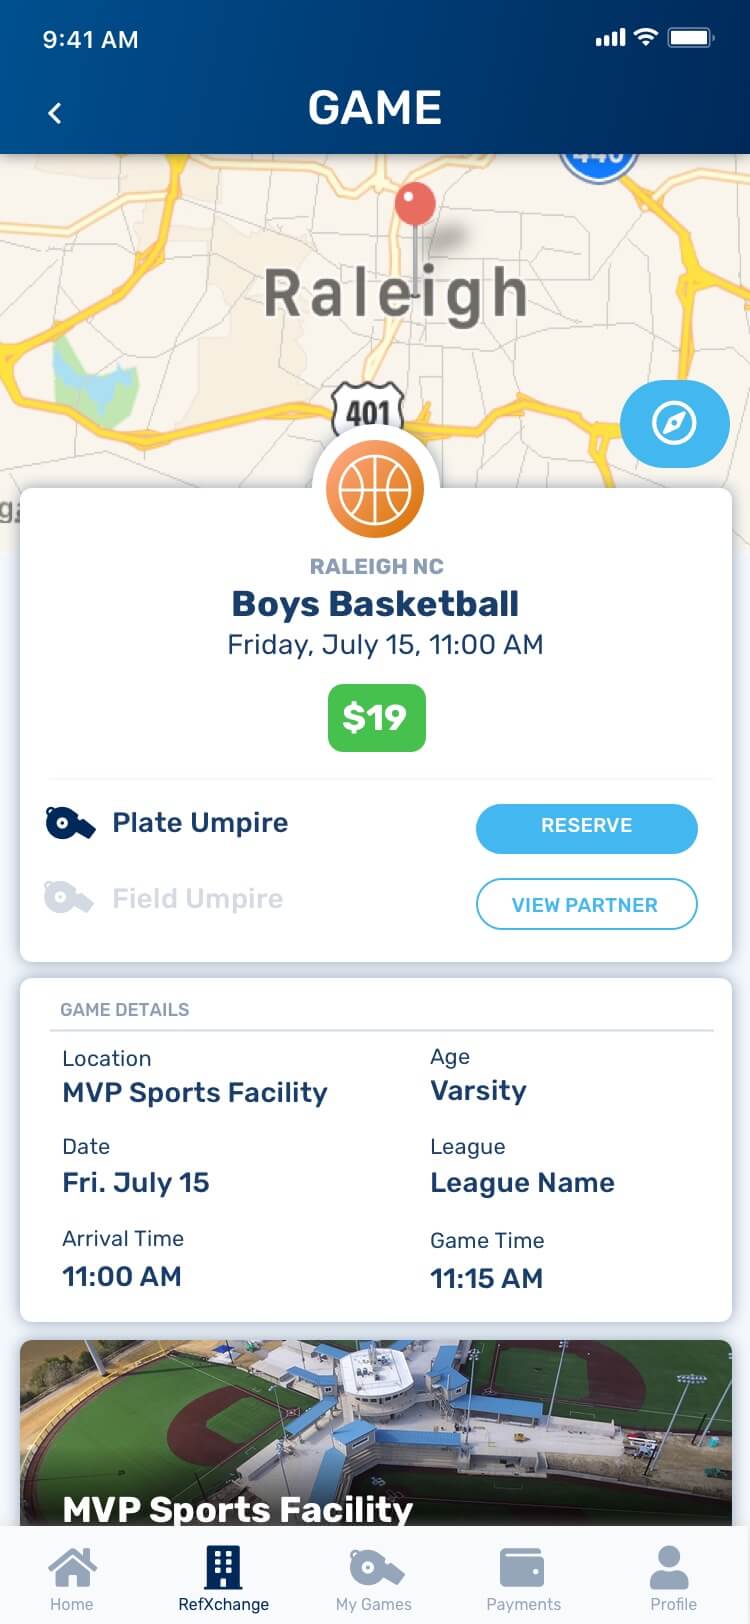 9:41 AM
GAME
Raleigh
401
RALEIGH NC
Boys Basketball
Friday, July 15, 11:00 AM
$19
Plate Umpire
RESERVE
Field Umpire
VIEW PARTNER
GAME DETAILS
Location
MVP Sports Facility
Age
Varsity
Date
Fri. July 15
League
League Name
Arrival Time
11:00 AM
Game Time
11:15 AM
MVP Sports Facility
Home
RefXchange
My Games
Payments
Profile